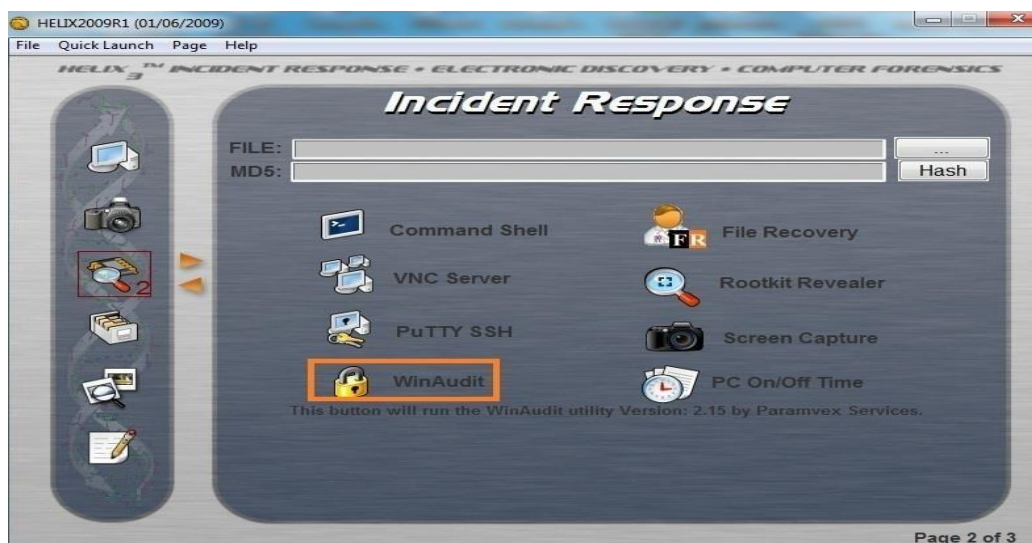 HELIX2009R1 (01/06/2009)
File Quick Launch Page Help
HELIX3™ INCIDENT RESPONSE • ELECTRONIC DISCOVERY • COMPUTER FORENSICS
Incident Response
FILE: ...
MD5: Hash
Command Shell
File Recovery
FR
VNC Server
Rootkit Revealer
2
PuTTY SSH
Screen Capture
WinAudit
PC On/Off Time
This button will run the WinAudit utility Version: 2.15 by Paramvex Services.
Page 2 of 3